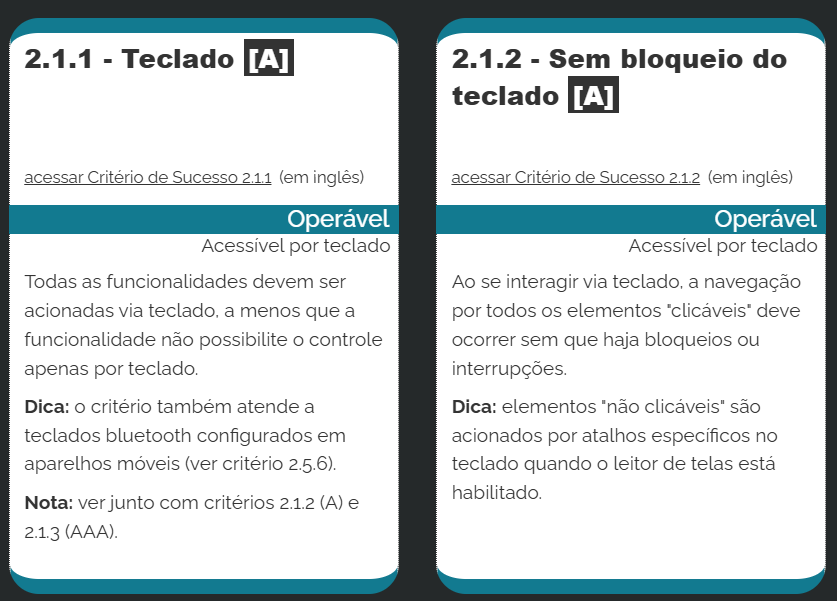 2.1.1 - Teclado [A]
acessar Critério de Sucesso 2.1.1 (em inglês)
Operável
Acessível por teclado
Todas as funcionalidades devem ser
acionadas via teclado, a menos que a
funcionalidade não possibilite o controle
apenas por teclado.
Dica: o critério também atende a
teclados bluetooth configurados em
aparelhos móveis (ver critério 2.5.6).
Nota: ver junto com critérios 2.1.2 (A) e
2.1.3 (AAA).
2.1.2 - Sem bloqueio do
teclado [A]
acessar Critério de Sucesso 2.1.2 (em inglês)
Operável
Acessível por teclado
Ao se interagir via teclado, a navegação
por todos os elementos "clicáveis" deve
ocorrer sem que haja bloqueios ou
interrupções.
Dica: elementos "não clicáveis" são
acionados por atalhos específicos no
teclado quando o leitor de telas está
habilitado.